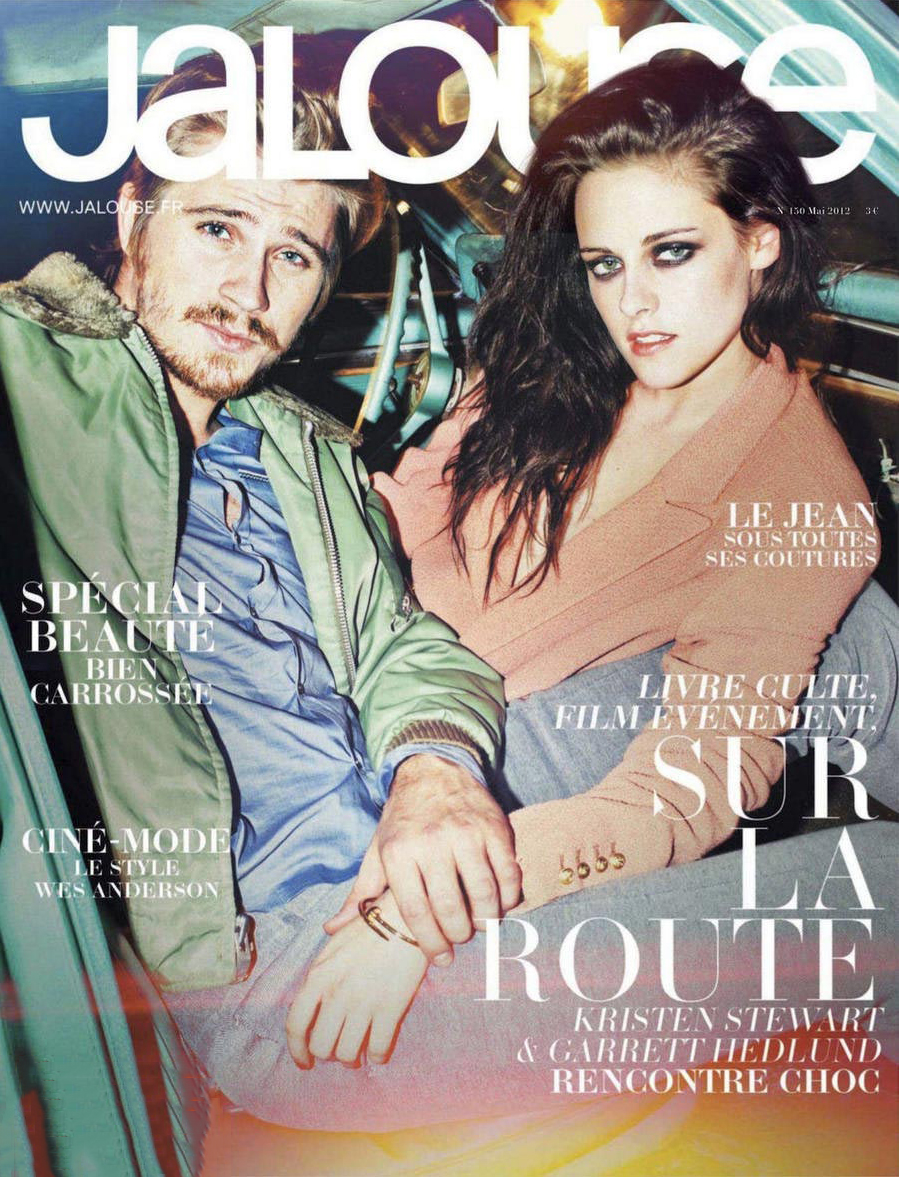 JALOUSE
WWW.JALOUSE.FR
N°150 Mai 2012 3€
LE JEAN
SOUS TOUTES
SES COUTURES
SPÉCIAL
BEAUTÉ
BIEN
CARROSSÉE
LIVRE CULTE,
FILM ÉVÉNEMENT,
SUR
LA
ROUTE
CINÉ-MODE
LE STYLE
WES ANDERSON
KRISTEN STEWART
& GARRETT HEDLUND
RENCONTRE CHOC